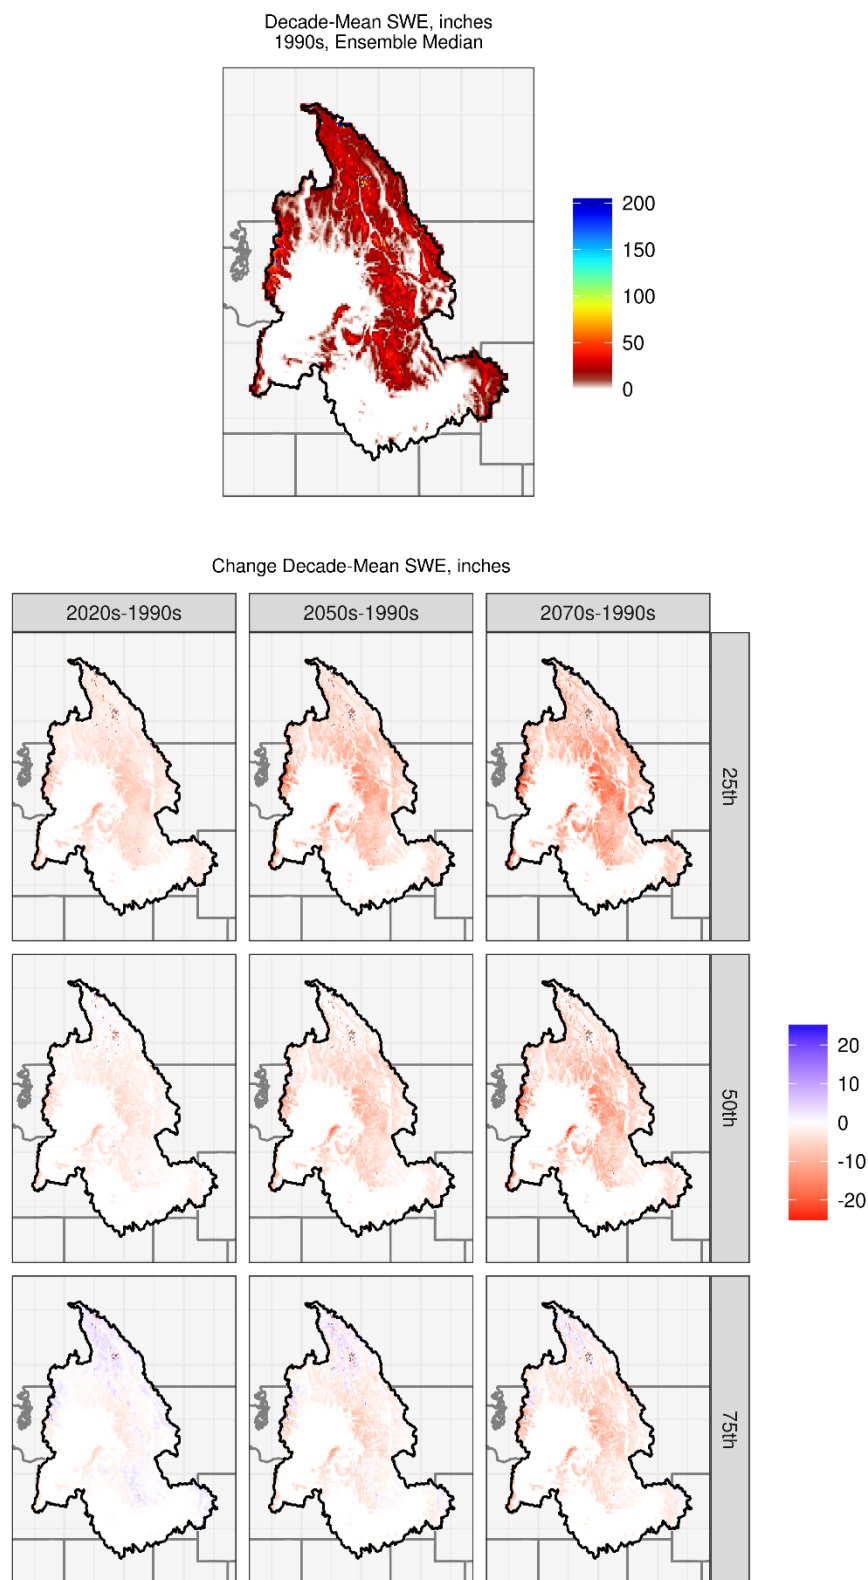 Decade-Mean SWE, inches
1990s, Ensemble Median
200
150
100
50
0
Change Decade-Mean SWE, inches
2020s-1990s
2050s-1990s
2070s-1990s
25th
50th
75th
20
10
0
-10
-20